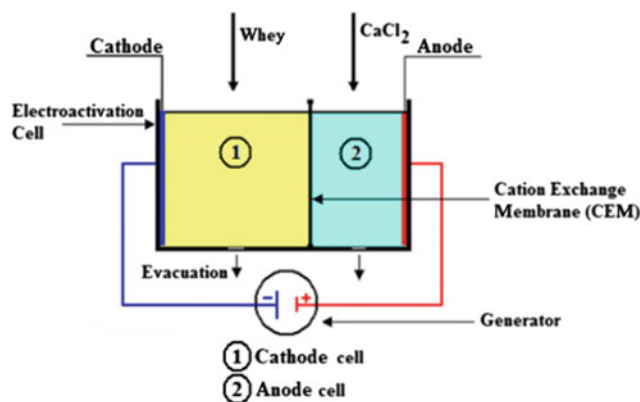 Whey
CaCl2
Cathode
Anode
Electroactivation
Cell
1
2
Cation Exchange
Membrane (CEM)
Evacuation
- +
Generator
1 Cathode cell
2 Anode cell